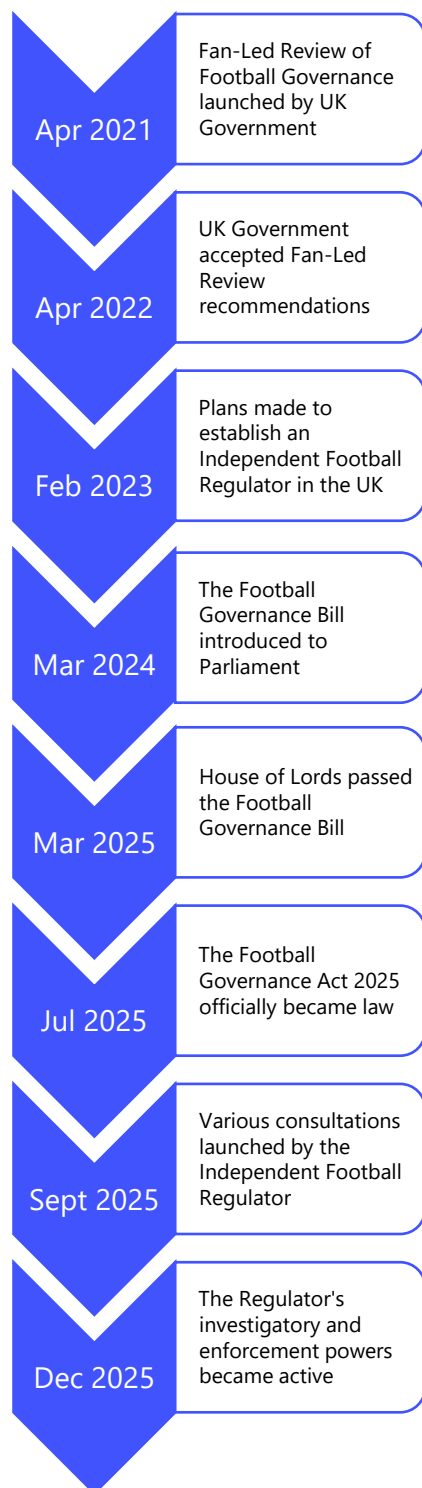 Apr 2021
Fan-Led Review of
Football Governance
launched by UK
Government
Apr 2022
UK Government
accepted Fan-Led
Review
recommendations
Feb 2023
Plans made to
establish an
Independent Football
Regulator in the UK
Mar 2024
The Football
Governance Bill
introduced to
Parliament
Mar 2025
House of Lords passed
the Football
Governance Bill
Jul 2025
The Football
Governance Act 2025
officially became law
Sept 2025
Various consultations
launched by the
Independent Football
Regulator
Dec 2025
The Regulator's
investigatory and
enforcement powers
became active